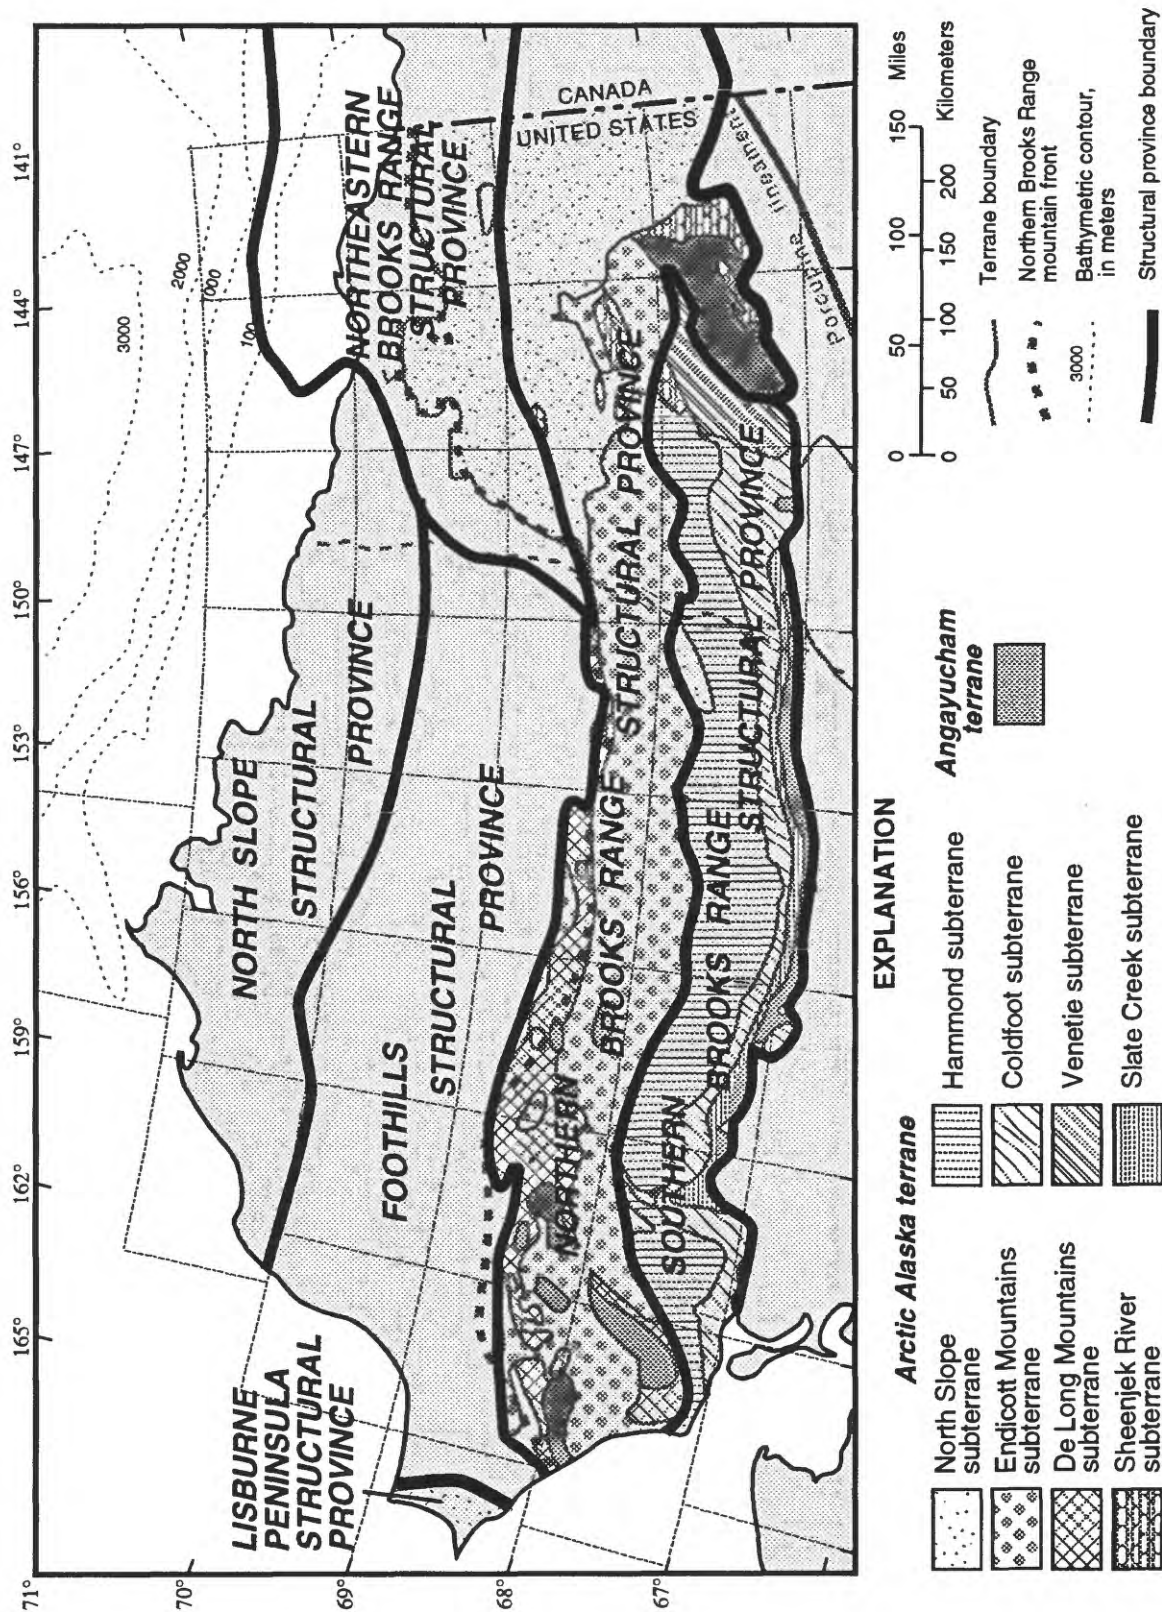 141°
144°
147°
150°
153°
156°
159°
162°
165°
71°
70°
69°
68°
67°
3000
2000
1000
100
NORTHEASTERN
BROOKS RANGE
STRUCTURAL
PROVINCE
CANADA
UNITED STATES
Porcupine lineament
NORTH SLOPE
STRUCTURAL
PROVINCE
FOOTHILLS
STRUCTURAL
PROVINCE
LISBURNE
PENINSULA
STRUCTURAL
PROVINCE
NORTHERN
BROOKS RANGE
STRUCTURAL PROVINCE
SOUTHERN
BROOKS RANGE
STRUCTURAL PROVINCE
EXPLANATION
Arctic Alaska terrane
North Slope
subterrane
Endicott Mountains
subterrane
De Long Mountains
subterrane
Sheenjek River
subterrane
Hammond subterrane
Coldfoot subterrane
Venetie subterrane
Slate Creek subterrane
Angayucham
terrane
0 50 100 150 Miles
0 50 100 150 200 Kilometers
Terrane boundary
Northern Brooks Range
mountain front
3000
Bathymetric contour,
in meters
Structural province boundary